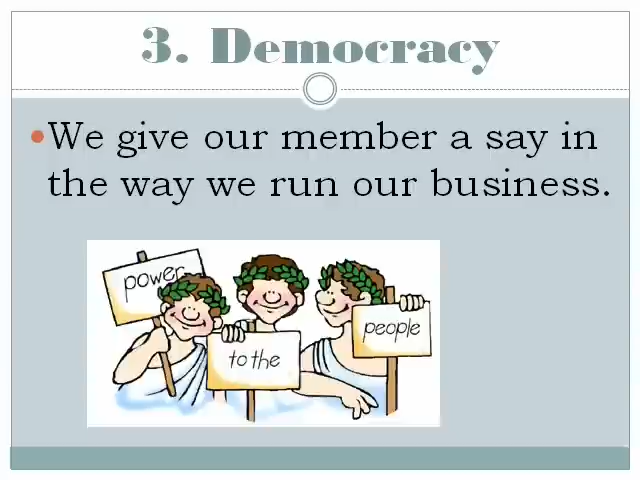 3. Democracy
We give our member a say in
the way we run our business.
power
to the
people